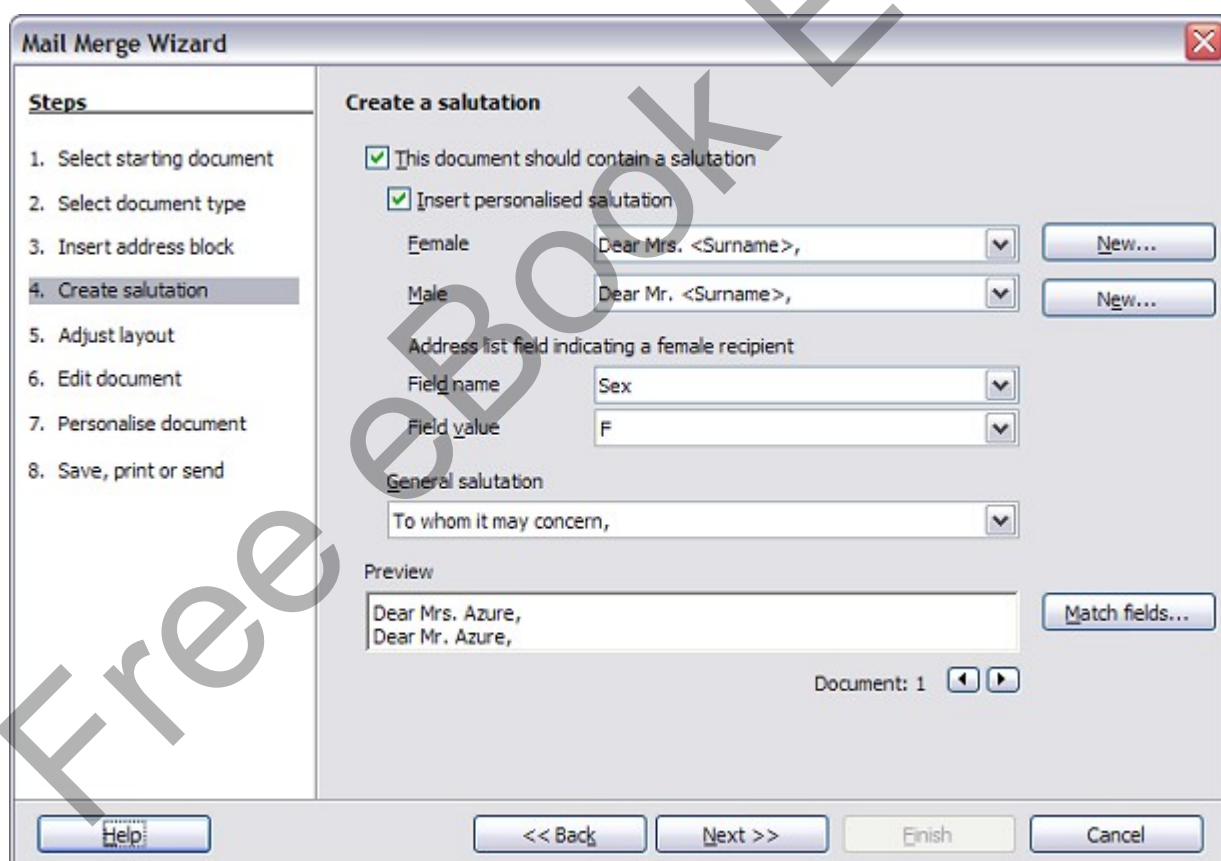 Mail Merge Wizard
Steps
1. Select starting document
2. Select document type
3. Insert address block
4. Create salutation
5. Adjust layout
6. Edit document
7. Personalise document
8. Save, print or send
Create a salutation
This document should contain a salutation
Insert personalised salutation
Female Dear Mrs. <Surname>, New...
Male Dear Mr. <Surname>, New...
Address list field indicating a female recipient
Field name Sex
Field value F
General salutation
To whom it may concern,
Preview
Dear Mrs. Azure,
Dear Mr. Azure,
Match fields...
Document: 1
Help << Back Next >> Finish Cancel
Free eBook E